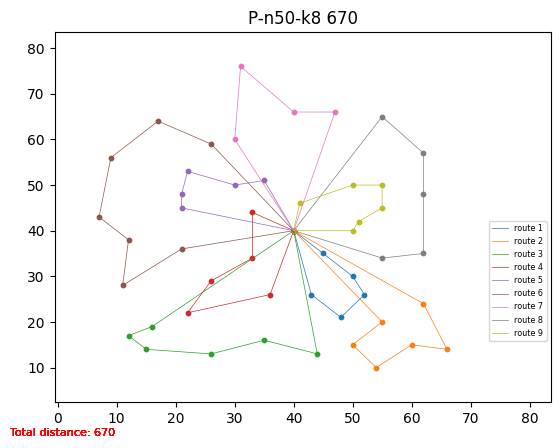 P-n50-k8 670
80
70
60
50
40
30
20
10
0 10 20 30 40 50 60 70 80
route 1
route 2
route 3
route 4
route 5
route 6
route 7
route 8
route 9
Total distance: 670